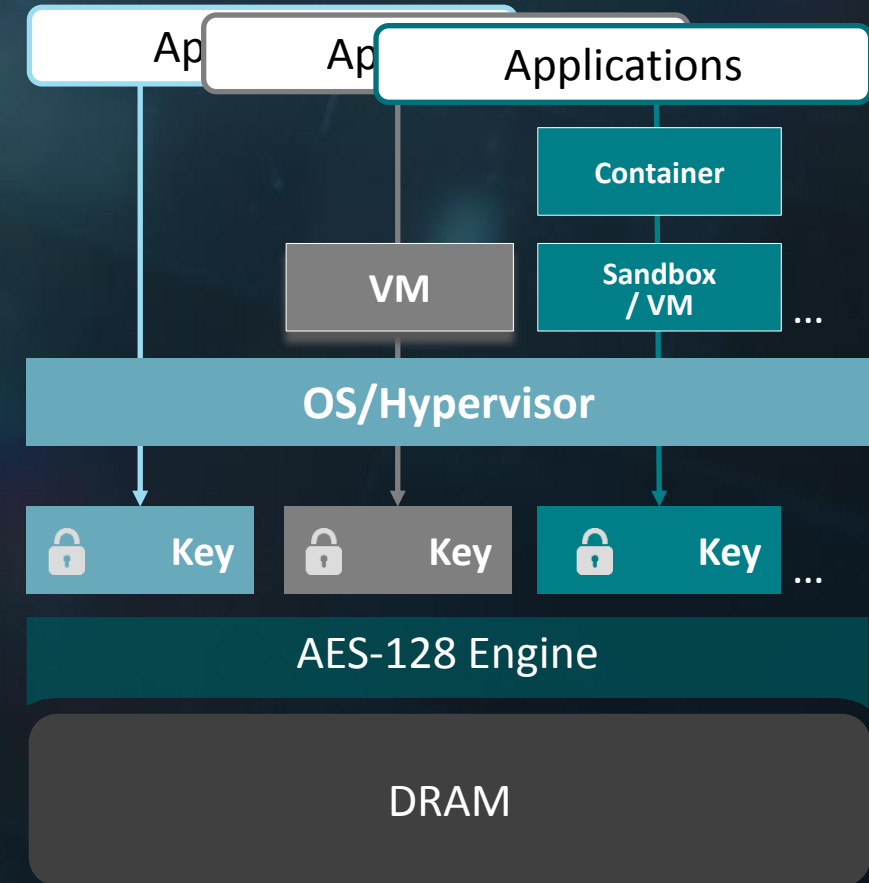 Ap
Ap
Applications
Container
VM
Sandbox
/ VM
...
OS/Hypervisor
Key
Key
Key
...
AES-128 Engine
DRAM